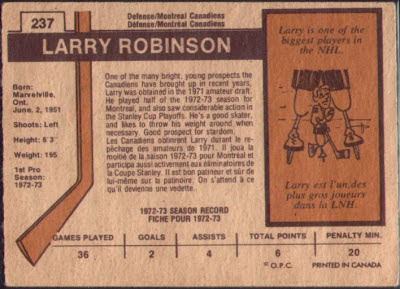 237
Defense/Montreal Canadiens
Défense/Montréal Canadiens
LARRY ROBINSON
Born:
Marvelville,
Ont.
June. 2, 1951
Shoots: Left
Height: 6'3"
Weight: 195
1st Pro
Season:
1972-73
One of the many bright, young prospects the
Canadiens have brought up in recent years,
Larry was obtained in the 1971 amateur draft.
He played half of the 1972-73 season for
Montreal, and also saw considerable action in
the Stanley Cup Playoffs. He's a good skater,
and likes to throw his weight around when
necessary. Good prospect for stardom.
Les Canadiens obtinrent Larry durant le re-
pêchage des amateurs de 1971. Il joua la
moitié de la saison 1972-73 pour Montréal et
participa aussi activement aux éliminatoires de
la Coupe Stanley. Il est bon patineur et sûr de
lui-même sur la patinoire. On s'attend à ce
qu'il devienne une vedette.
Larry is one of the
biggest players in
the NHL.
Larry est l'un des
plus gros joueurs
dans la LNH.
1972-73 SEASON RECORD
FICHE POUR 1972-73
GAMES PLAYED GOALS ASSISTS TOTAL POINTS PENALTY MIN.
36 2 4 6 20
© O.P.C. PRINTED IN CANADA